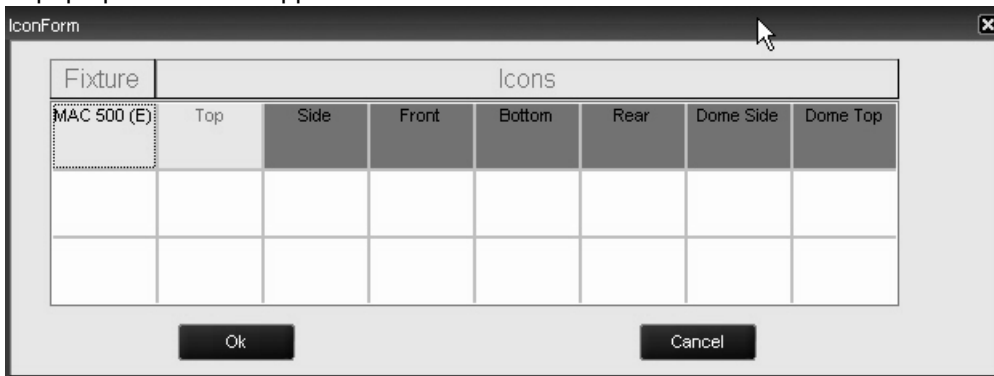 IconForm
Fixture Icons
MAC 500 (E) Top Side Front Bottom Rear Dome Side Dome Top
Ok Cancel